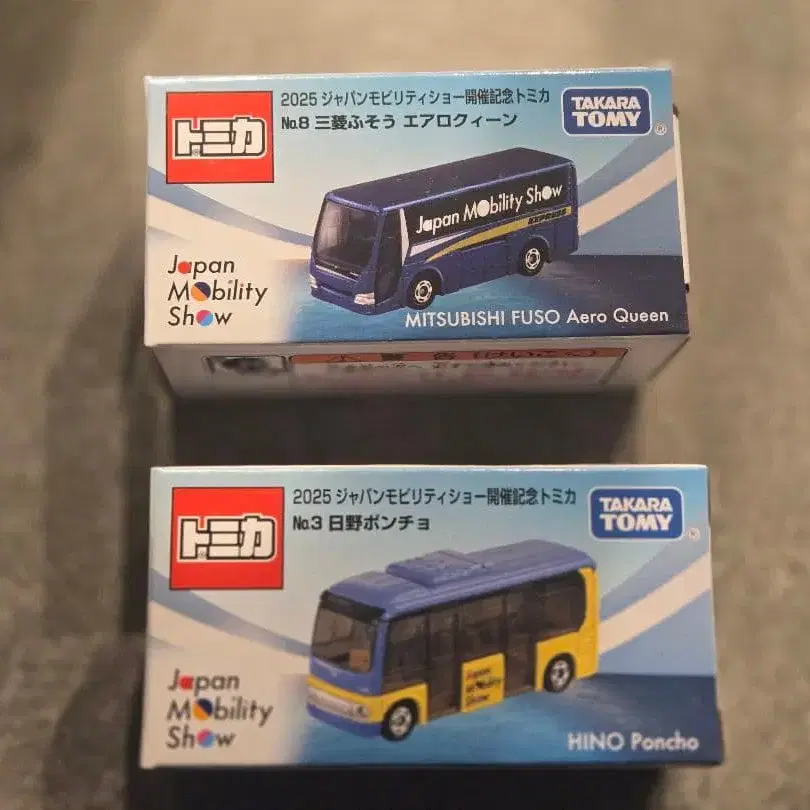 トミカ
2025 ジャパンモビリティショー開催記念トミカ
No.8 三菱ふそう エアロクィーン
TAKARA
TOMY
Japan Mobility Show
EXPRESS
Japan
Mobility
Show
MITSUBISHI FUSO Aero Queen
トミカ
2025 ジャパンモビリティショー開催記念トミカ
No.3 日野ポンチョ
TAKARA
TOMY
Japan
Mobility
Show
Japan
Mobility
Show
HINO Poncho